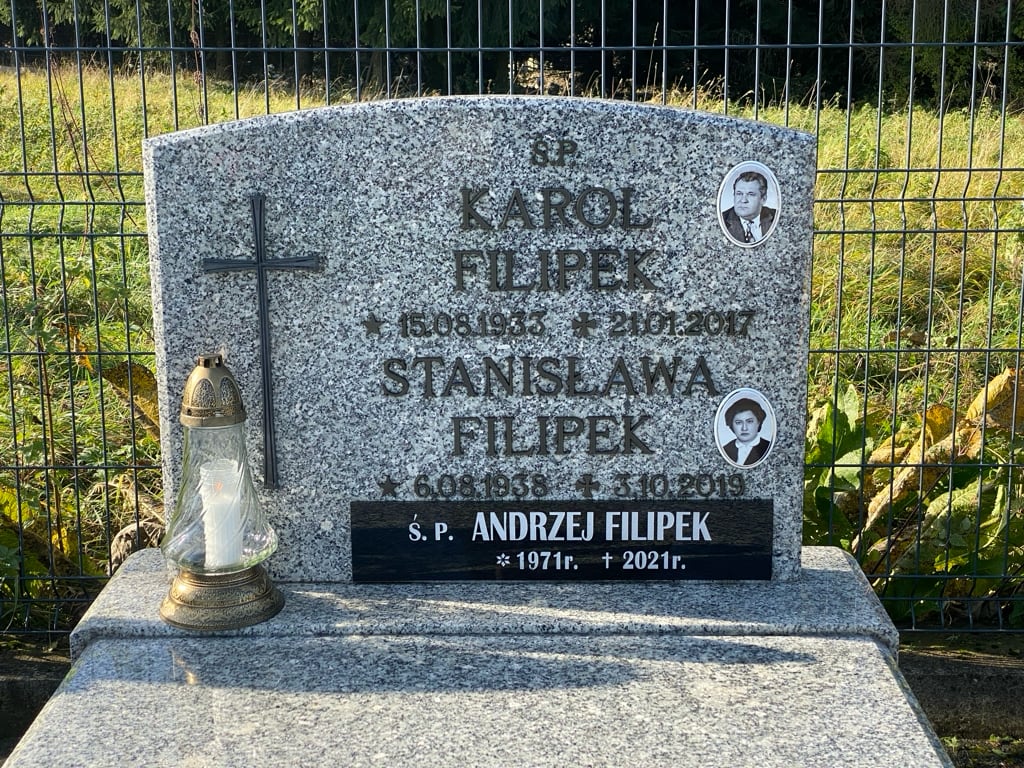 Ś.P.
KAROL
FILIPEK
★ 15.08.1933 ✝ 21.01.2017
STANISŁAWA
FILIPEK
★ 6.08.1938 ✝ 3.10.2019
Ś. P. ANDRZEJ FILIPEK
* 1971r. † 2021r.